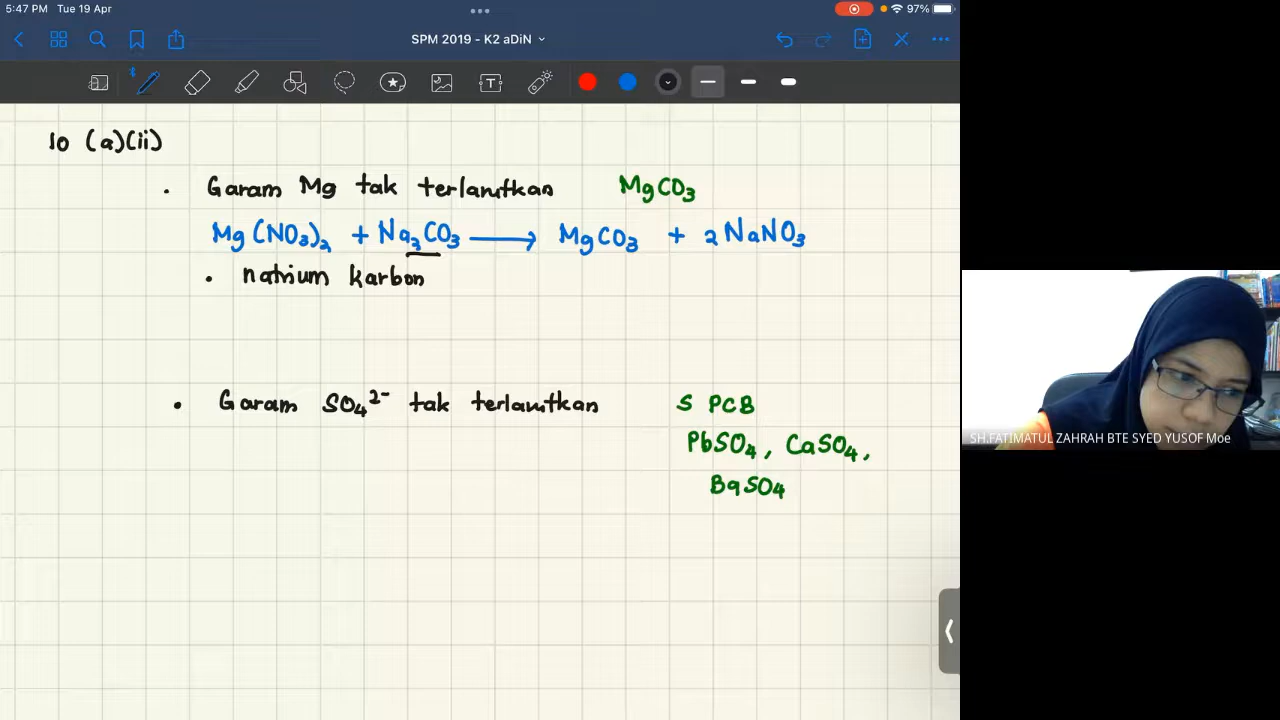 5:47 PM Tue 19 Apr
97%
SPM 2019 - K2 aDiN
10 (a)(ii)
. Garam Mg tak terlarutkan MgCO3
Mg(NO3)2 + Na2CO3 → MgCO3 + 2NaNO3
. natrium karbon
. Garam SO4²⁻ tak terlarutkan S PCB
PbSO4, CaSO4,
BaSO4
SH.FATIMATUL ZAHRAH BTE SYED YUSOF Moe